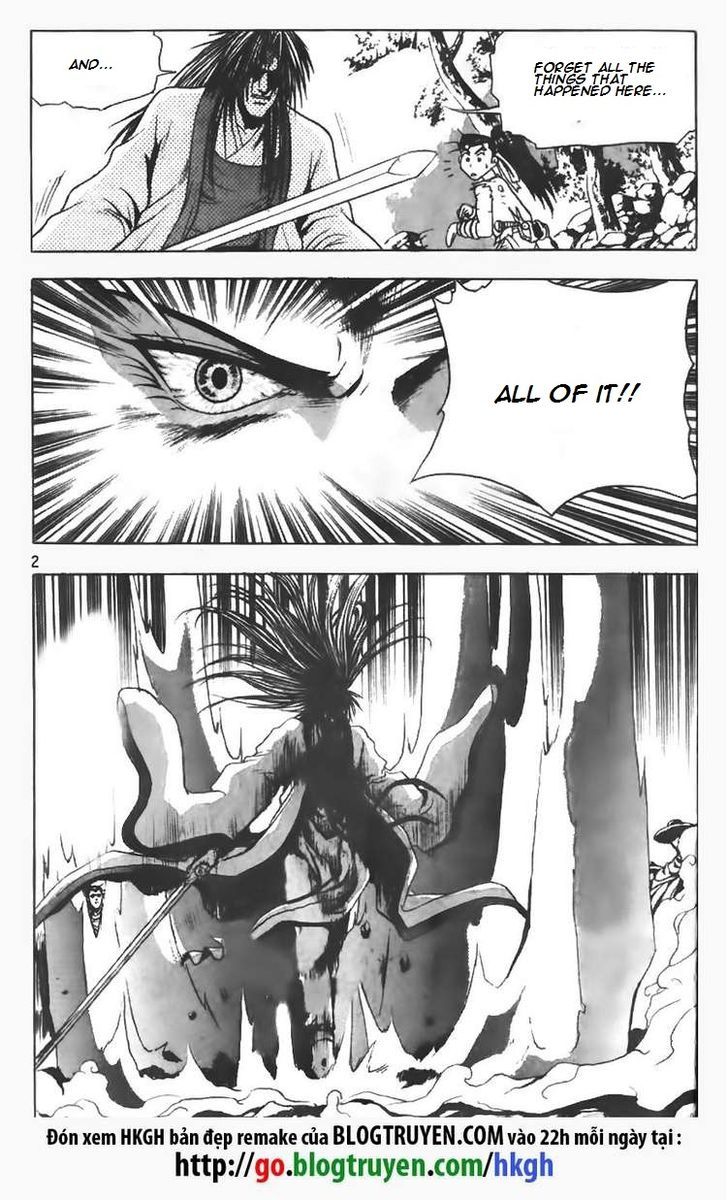 AND...
FORGET ALL THE
THINGS THAT
HAPPENED HERE...
ALL OF IT!!
2
Đón xem HKGH bản đẹp remake của BLOGTRUYEN.COM vào 22h mỗi ngày tại :
http://go.blogtruyen.com/hkgh